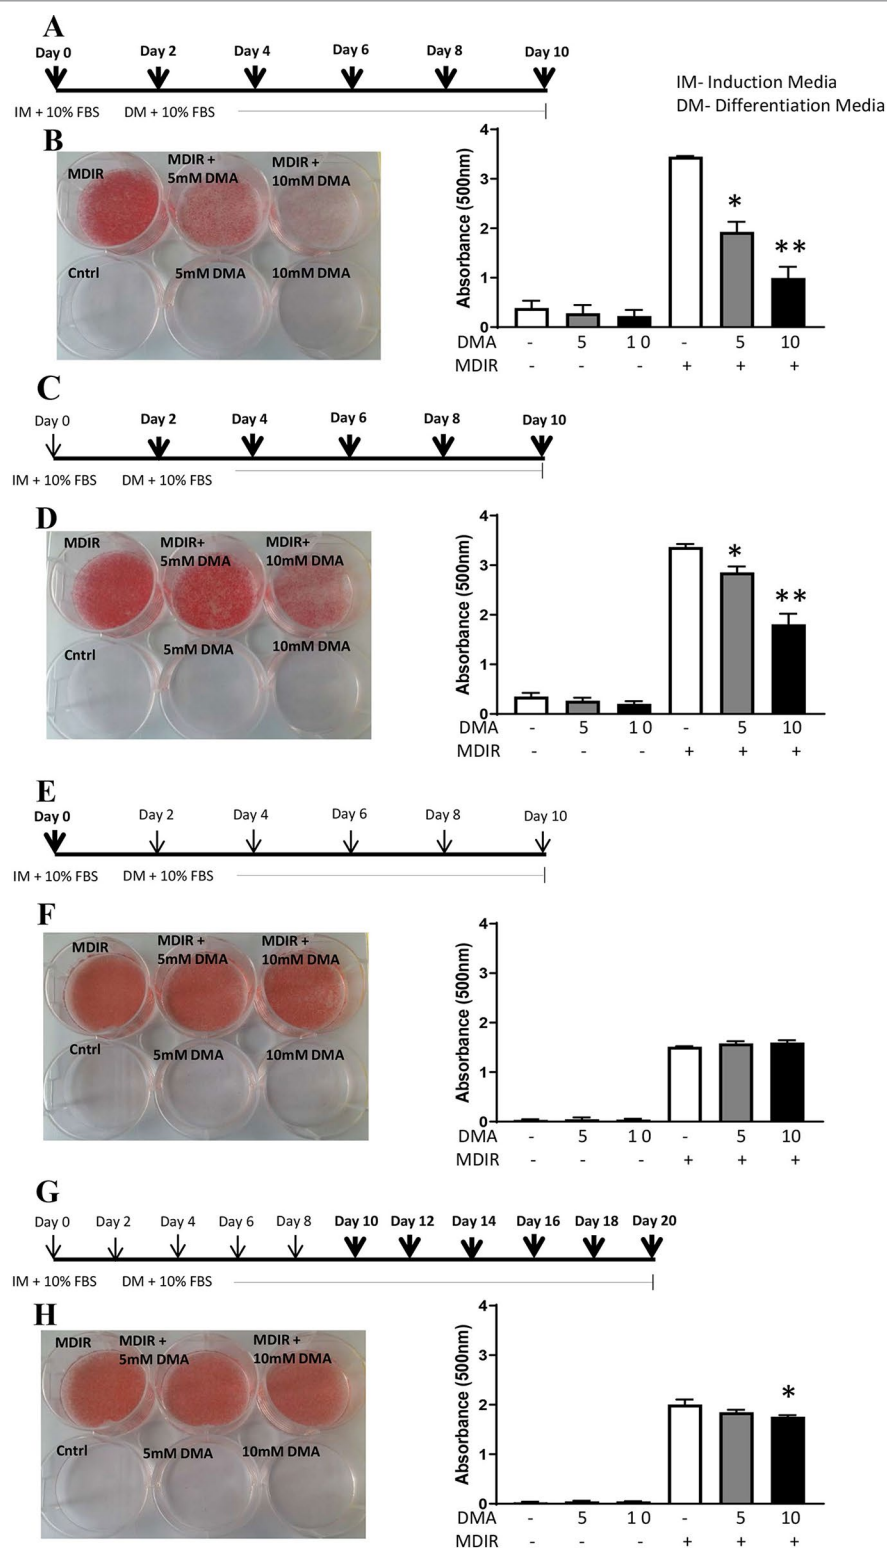 A
Day 0 Day 2 Day 4 Day 6 Day 8 Day 10
IM + 10% FBS DM + 10% FBS
IM- Induction Media
DM- Differentiation Media
B
MDIR MDIR + 5mM DMA MDIR + 10mM DMA
Cntrl 5mM DMA 10mM DMA
4
3
2
1
0
Absorbance (500nm)
* **
DMA - 5 1 0 - 5 10
MDIR - - - + + +
C
Day 0 Day 2 Day 4 Day 6 Day 8 Day 10
IM + 10% FBS DM + 10% FBS
D
MDIR MDIR+ 5mM DMA MDIR+ 10mM DMA
Cntrl 5mM DMA 10mM DMA
4
3
2
1
0
Absorbance (500nm)
* **
DMA - 5 1 0 - 5 10
MDIR - - - + + +
E
Day 0 Day 2 Day 4 Day 6 Day 8 Day 10
IM + 10% FBS DM + 10% FBS
F
MDIR MDIR + 5mM DMA MDIR + 10mM DMA
Cntrl 5mM DMA 10mM DMA
4
3
2
1
0
Absorbance (500nm)
DMA - 5 1 0 - 5 10
MDIR - - - + + +
G
Day 0 Day 2 Day 4 Day 6 Day 8 Day 10 Day 12 Day 14 Day 16 Day 18 Day 20
IM + 10% FBS DM + 10% FBS
H
MDIR MDIR + 5mM DMA MDIR + 10mM DMA
Cntrl 5mM DMA 10mM DMA
4
3
2
1
0
Absorbance (500nm)
*
DMA - 5 1 0 - 5 10
MDIR - - - + + +